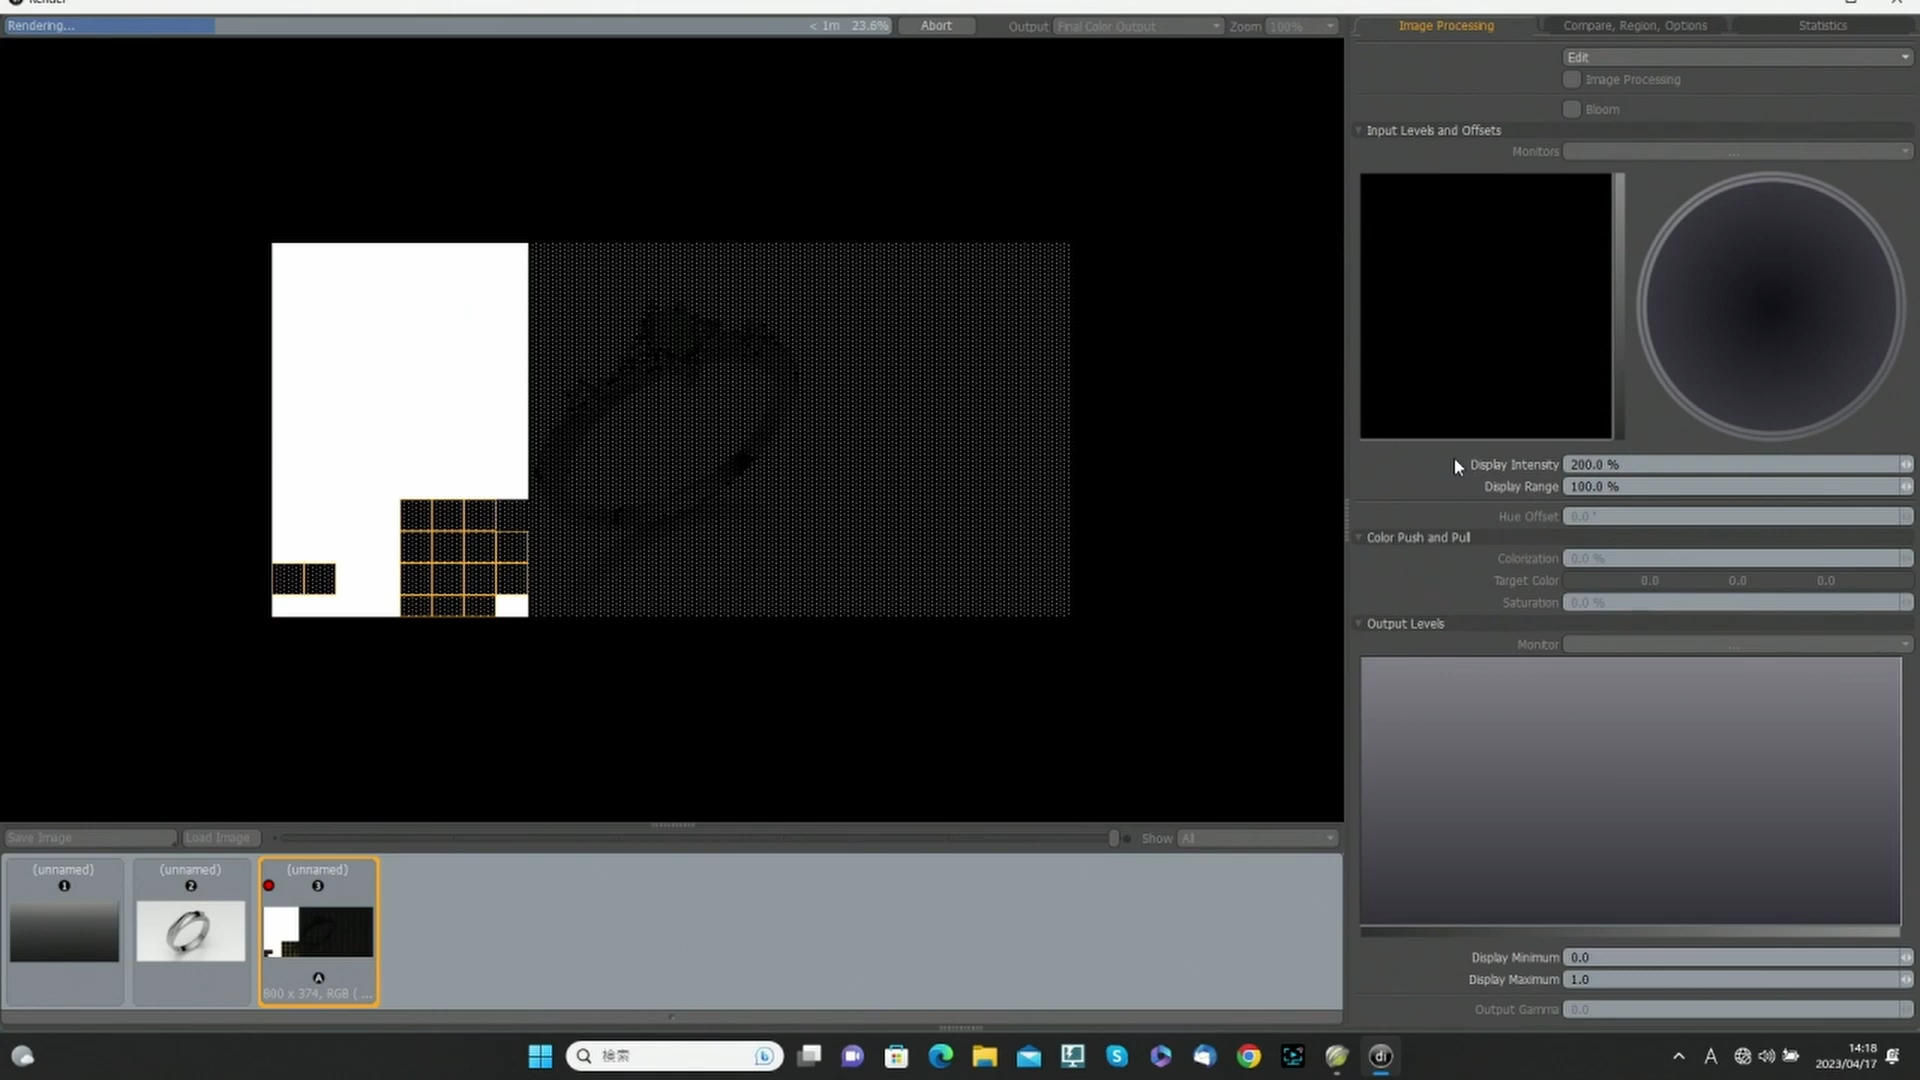 Render
Rendering...
< 1m 23.6%
Abort
Output
Final Color Output
Zoom
100%
Image Processing
Compare, Region, Options
Statistics
Edit
Image Processing
Bloom
Input Levels and Offsets
Monitors
...
Display Intensity
200.0 %
Display Range
100.0 %
Hue Offset
0.0 °
Color Push and Pull
Colorization
0.0 %
Target Color
0.0
0.0
0.0
Saturation
0.0 %
Output Levels
Monitor
...
Save Image
Load Image
Show
All
(unnamed)
1
(unnamed)
2
(unnamed)
3
A
800 x 374, RGB ( ...
Display Minimum
0.0
Display Maximum
1.0
Output Gamma
0.0
検索
di
A
14:18
2023/04/17